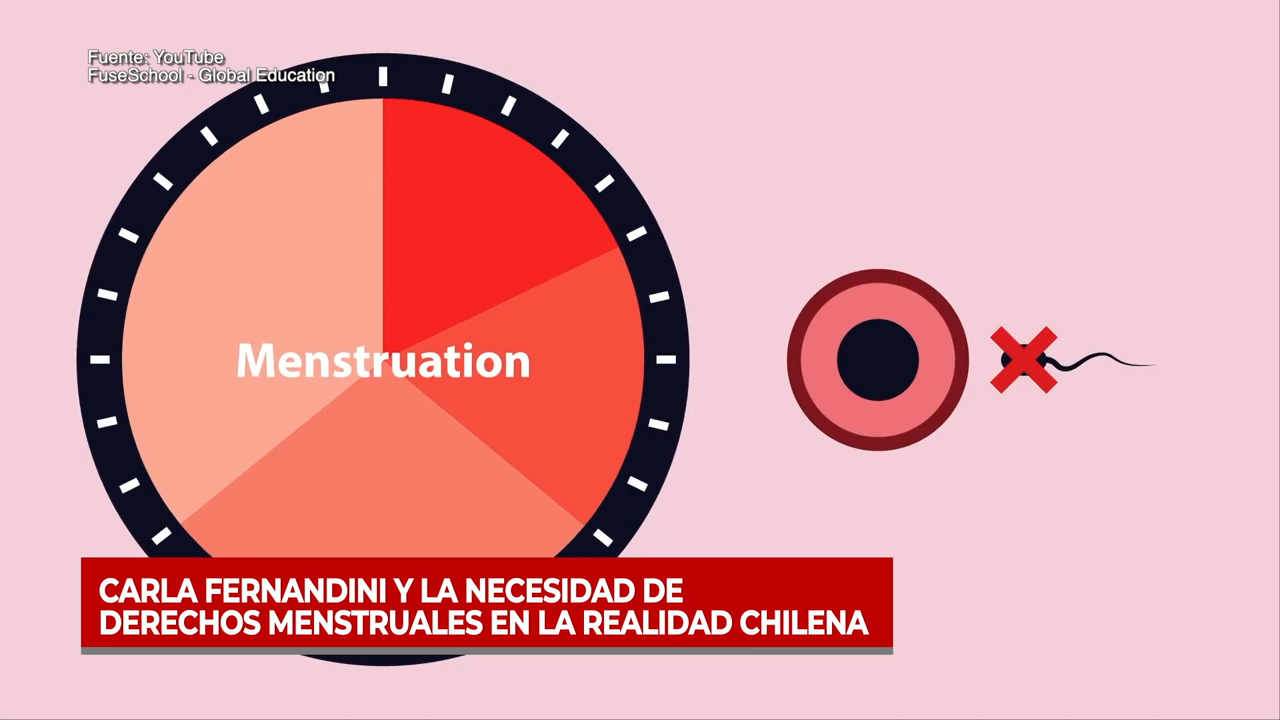 Fuente: YouTube
FuseSchool - Global Education
Menstruation
CARLA FERNANDINI Y LA NECESIDAD DE
DERECHOS MENSTRUALES EN LA REALIDAD CHILENA